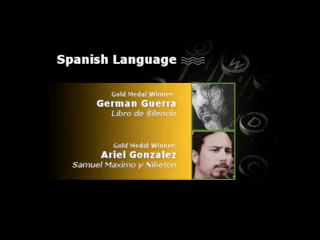 Spanish Language
Gold Medal Winner:
German Guerra
Libro de Silencio
Gold Medal Winner:
Ariel Gonzalez
Samuel Maximo y Niketon